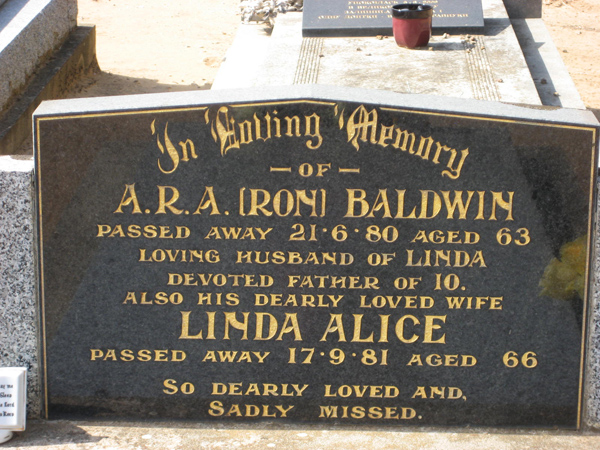 In Loving Memory
— OF —
A.R.A. (RON) BALDWIN
PASSED AWAY 21·6·80 AGED 63
LOVING HUSBAND OF LINDA
DEVOTED FATHER OF 10.
ALSO HIS DEARLY LOVED WIFE
LINDA ALICE
PASSED AWAY 17·9·81 AGED 66
SO DEARLY LOVED AND,
SADLY MISSED.